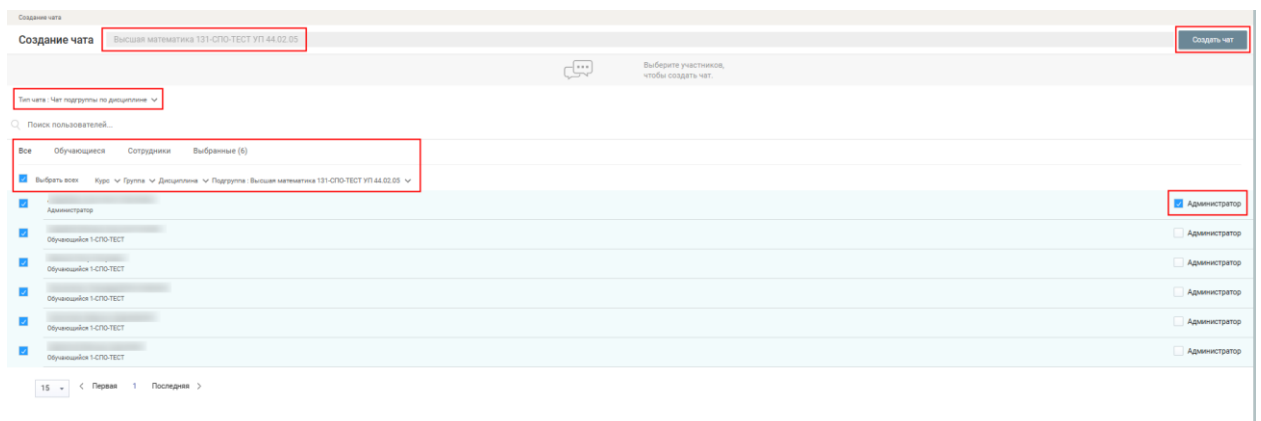 Создание чата
Создание чата Высшая математика 131-СПО-ТЕСТ УП 44.02.05 Создать чат
Выберите участников,
чтобы создать чат.
Тип чата : Чат подгруппы по дисциплине
Поиск пользователей...
Все Обучающиеся Сотрудники Выбранные (6)
Выбрать всех Курс Группа Дисциплина Подгруппа : Высшая математика 131-СПО-ТЕСТ УП 44.02.05
Администратор
Администратор
Обучающийся 1-СПО-ТЕСТ
Администратор
Обучающийся 1-СПО-ТЕСТ
Администратор
Обучающийся 1-СПО-ТЕСТ
Администратор
Обучающийся 1-СПО-ТЕСТ
Администратор
Обучающийся 1-СПО-ТЕСТ
Администратор
15 Первая 1 Последняя